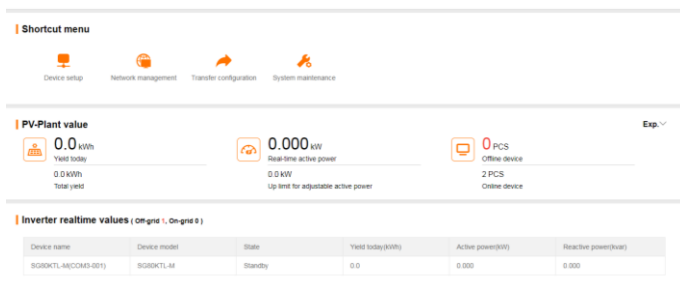 Shortcut menu
Device setup Network management Transfer configuration System maintenance
PV-Plant value Exp.
0.0 kWh 0.000 kW 0 PCS
Yield today Real-time active power Offline device
0.0 kWh 0.0 kW 2 PCS
Total yield Up limit for adjustable active power Online device
Inverter realtime values ( Off-grid 1, On-grid 0 )
Device name Device model State Yield today(kWh) Active power(kW) Reactive power(kvar)
SG80KTL-M(COM3-001) SG80KTL-M Standby 0.0 0.000 0.000